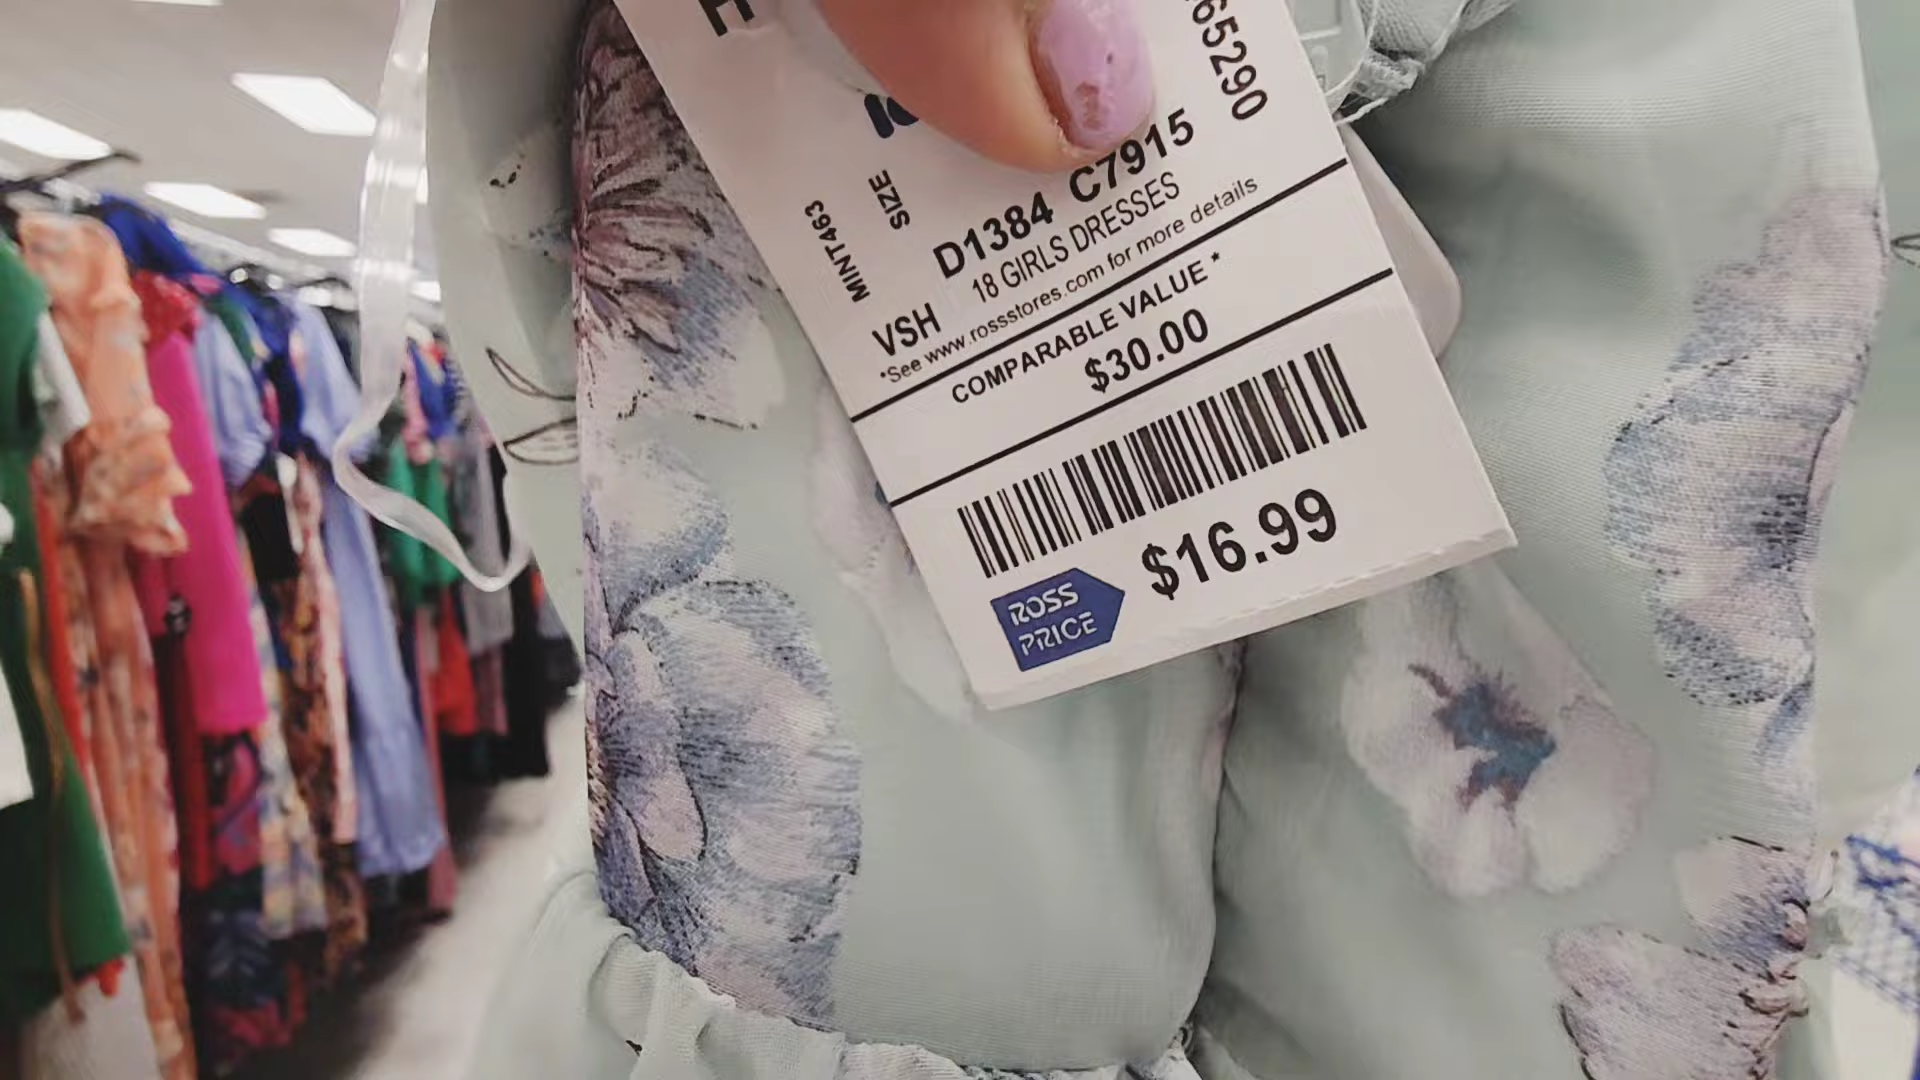 65290
SIZE
MINT463
D1384 C7915
18 GIRLS DRESSES
VSH
*See www.rossstores.com for more details
COMPARABLE VALUE *
$30.00
$16.99
ROSS
PRICE